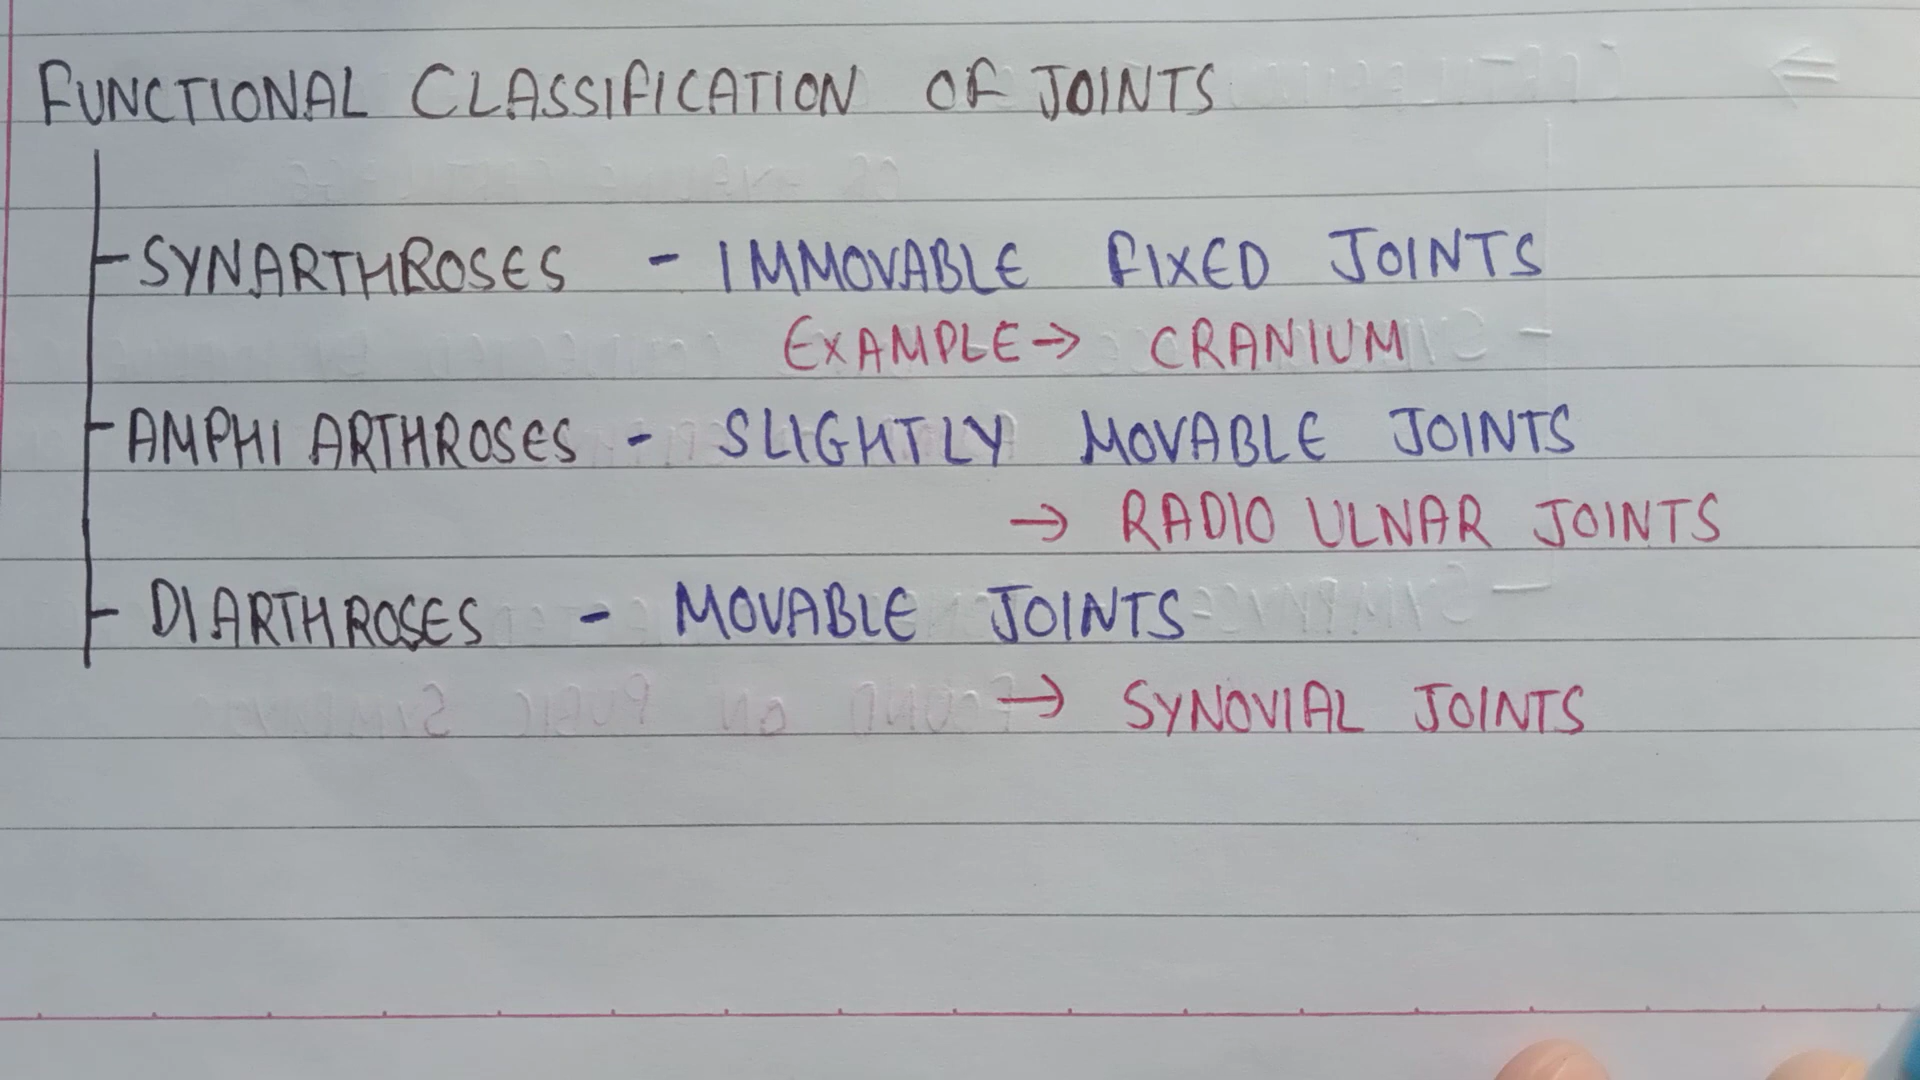 FUNCTIONAL CLASSIFICATION OF JOINTS
SYNARTHROSES - IMMOVABLE FIXED JOINTS
EXAMPLE → CRANIUM
AMPHI ARTHROSES - SLIGHTLY MOVABLE JOINTS
→ RADIO ULNAR JOINTS
DIARTHROSES - MOVABLE JOINTS
→ SYNOVIAL JOINTS